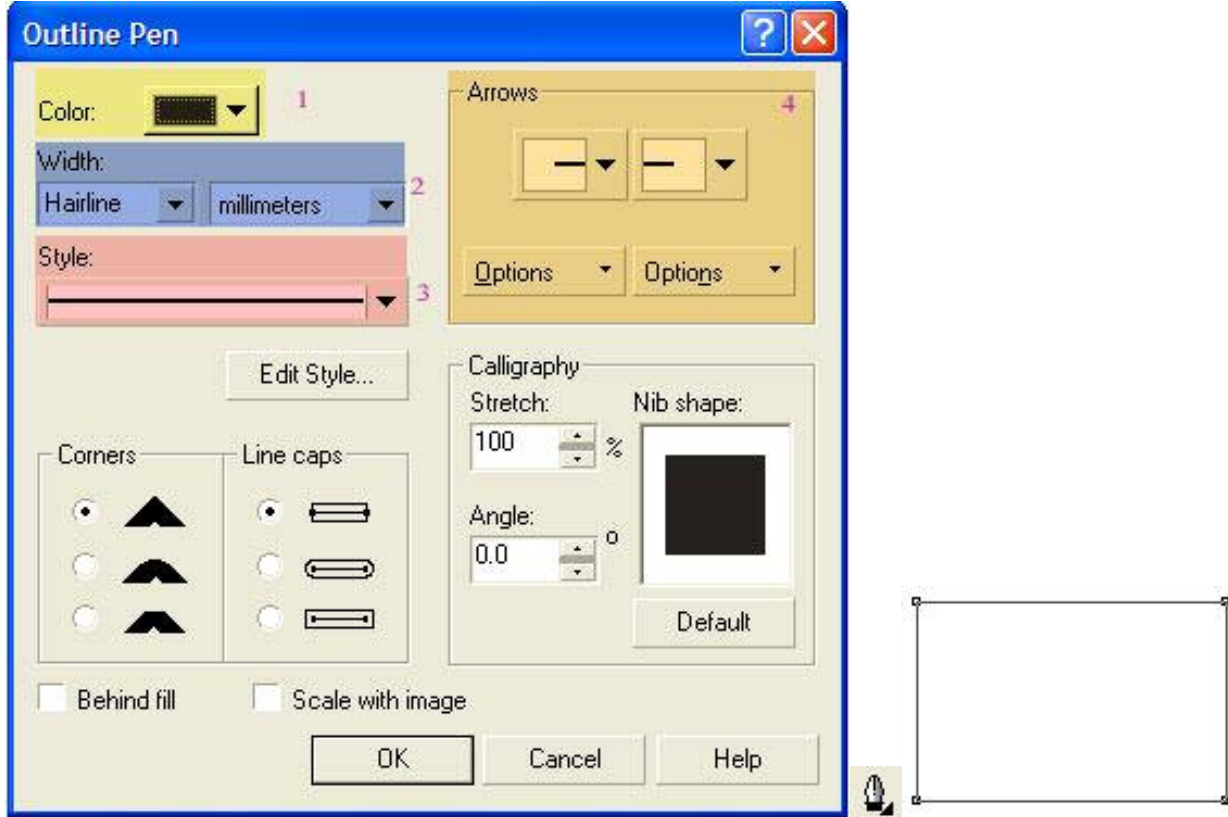 Outline Pen
?
Color:
1
Width:
Hairline
millimeters
2
Style:
3
Edit Style...
Arrows
4
Options
Options
Corners
Line caps
Calligraphy
Stretch:
100
%
Nib shape:
Angle:
0.0
o
Default
Behind fill
Scale with image
OK
Cancel
Help